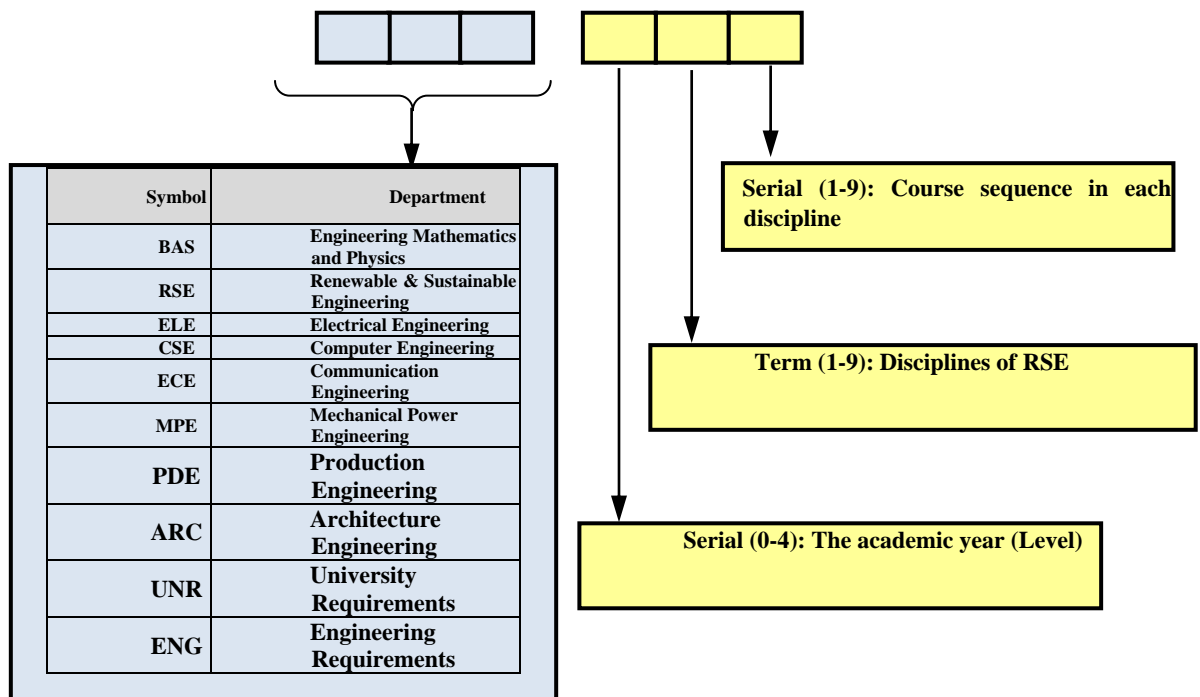 Symbol Department
BAS Engineering Mathematics
and Physics
RSE Renewable & Sustainable
Engineering
ELE Electrical Engineering
CSE Computer Engineering
ECE Communication
Engineering
MPE Mechanical Power
Engineering
PDE Production
Engineering
ARC Architecture
Engineering
UNR University
Requirements
ENG Engineering
Requirements
Serial (1-9): Course sequence in each
discipline
Term (1-9): Disciplines of RSE
Serial (0-4): The academic year (Level)